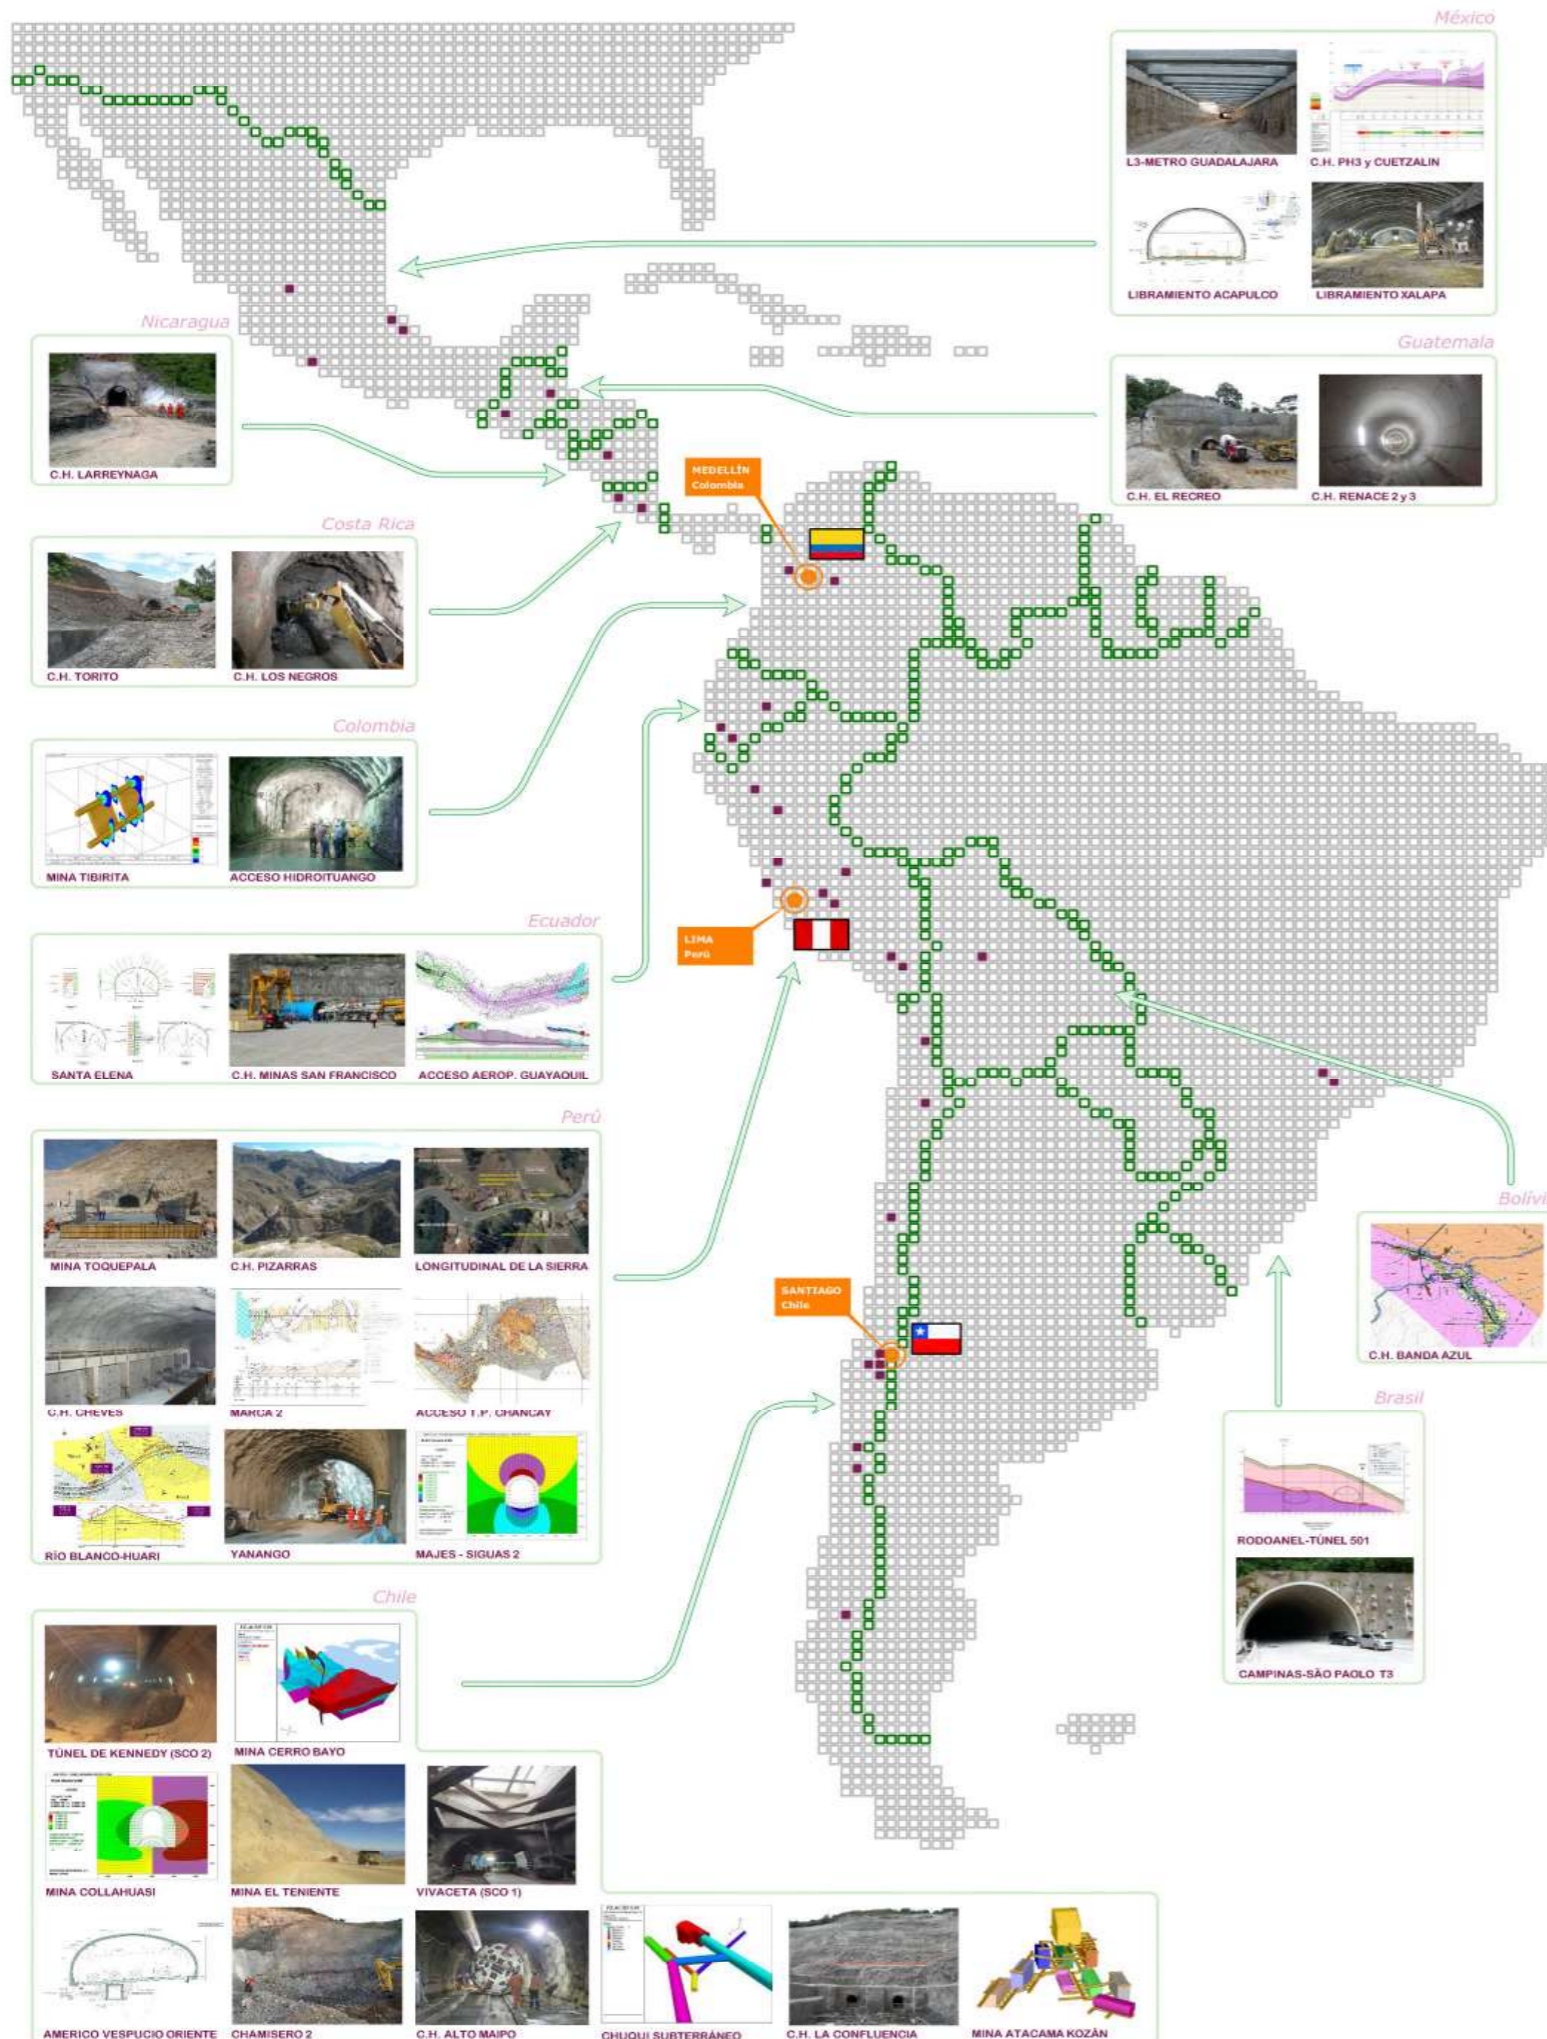 México
L3-METRO GUADALAJARA
C.H. PH3 y CUETZALIN
LIBRAMIENTO ACAPULCO
LIBRAMIENTO XALAPA
Nicaragua
C.H. LARREYNAGA
Guatemala
C.H. EL RECREO
C.H. RENACE 2 y 3
MEDELLÍN
Colombia
Costa Rica
C.H. TORITO
C.H. LOS NEGROS
Colombia
MINA TIBIRITA
ACCESO HIDROITUANGO
Ecuador
SANTA ELENA
C.H. MINAS SAN FRANCISCO
ACCESO AEROP. GUAYAQUIL
LIMA
Perú
Perú
MINA TOQUEPALA
C.H. PIZARRAS
LONGITUDINAL DE LA SIERRA
C.H. CHEVES
MARCA 2
ACCESO T.P. CHANCAY
RÍO BLANCO-HUARI
YANANGO
MAJES - SIGUAS 2
SANTIAGO
Chile
Bolívi
C.H. BANDA AZUL
Brasil
RODOANEL-TÚNEL 501
CAMPINAS-SÃO PAOLO T3
Chile
TÚNEL DE KENNEDY (SCO 2)
MINA CERRO BAYO
MINA COLLAHUASI
MINA EL TENIENTE
VIVACETA (SCO 1)
AMERICO VESPUCIO ORIENTE
CHAMISERO 2
C.H. ALTO MAIPO
CHUQUI SUBTERRÁNEO
C.H. LA CONFLUENCIA
MINA ATACAMA KOZÁN